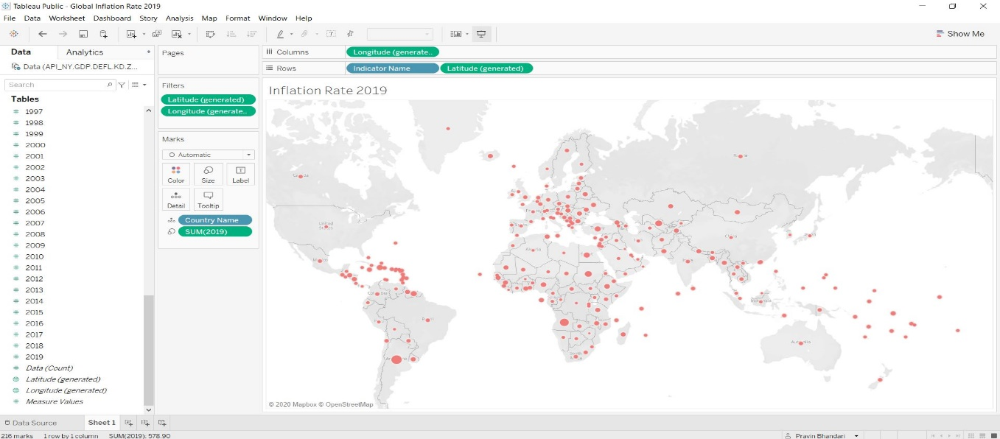 Tableau Public - Global Inflation Rate 2019
File Data Worksheet Dashboard Story Analysis Map Format Window Help
Show Me
Data Analytics
Data (API_NY.GDP.DEFL.KD.Z...
Search
Tables
1997
1998
1999
2000
2001
2002
2003
2004
2005
2006
2007
2008
2009
2010
2011
2012
2013
2014
2015
2016
2017
2018
2019
Data (Count)
Latitude (generated)
Longitude (generated)
Measure Values
Pages
Filters
Latitude (generated)
Longitude (generate..
Marks
Automatic
Color Size Label
Detail Tooltip
Country Name
SUM(2019)
Columns Longitude (generate..
Rows Indicator Name Latitude (generated)
Inflation Rate 2019
© 2020 Mapbox © OpenStreetMap
Data Source Sheet 1
216 marks 1 row by 1 column SUM(2019): 578.90 Pravin Bhandari